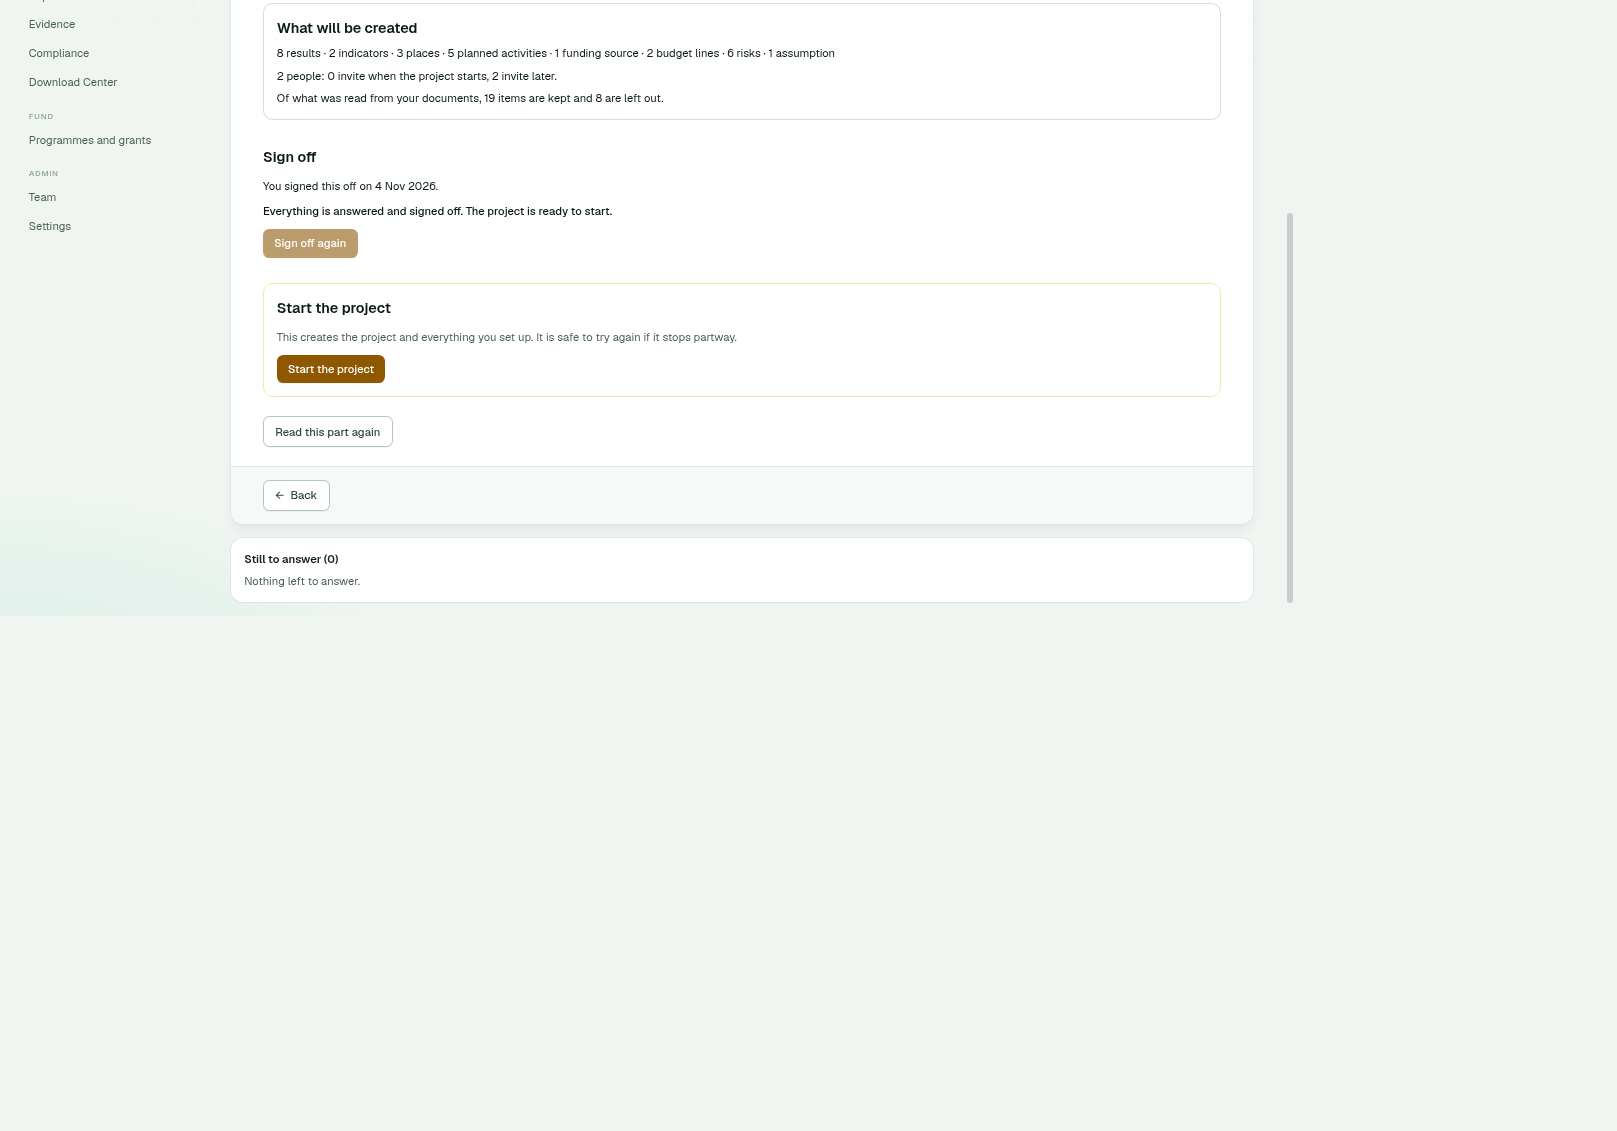 Evidence
Compliance
Download Center
FUND
Programmes and grants
ADMIN
Team
Settings
What will be created
8 results · 2 indicators · 3 places · 5 planned activities · 1 funding source · 2 budget lines · 6 risks · 1 assumption
2 people: 0 invite when the project starts, 2 invite later.
Of what was read from your documents, 19 items are kept and 8 are left out.
Sign off
You signed this off on 4 Nov 2026.
Everything is answered and signed off. The project is ready to start.
Sign off again
Start the project
This creates the project and everything you set up. It is safe to try again if it stops partway.
Start the project
Read this part again
← Back
Still to answer (0)
Nothing left to answer.